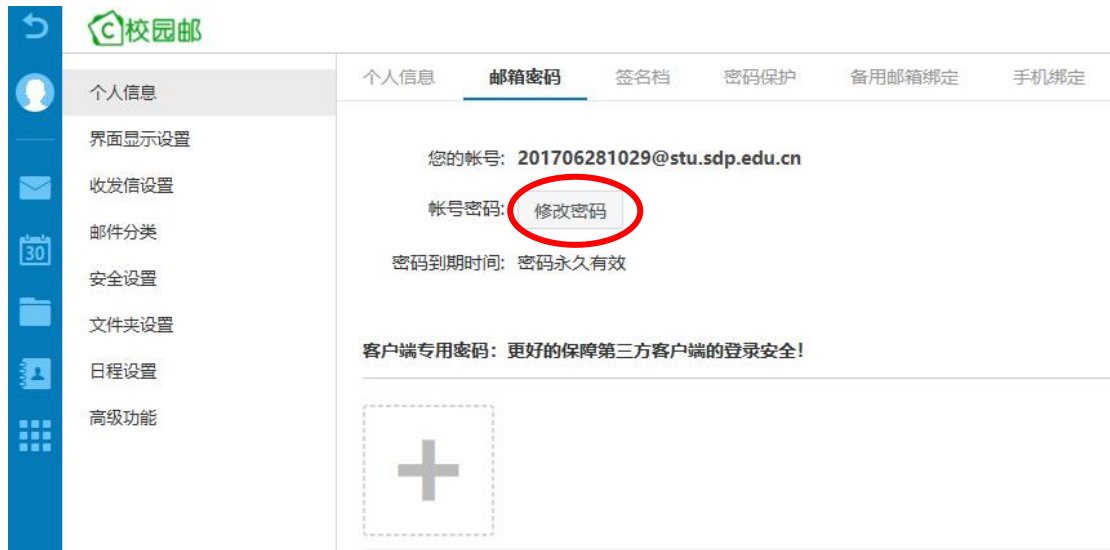 C校园邮
个人信息 邮箱密码 签名档 密码保护 备用邮箱绑定 手机绑定
个人信息
界面显示设置
收发信设置
邮件分类
安全设置
文件夹设置
日程设置
高级功能
30
您的帐号: 201706281029@stu.sdp.edu.cn
帐号密码: 修改密码
密码到期时间: 密码永久有效
客户端专用密码：更好的保障第三方客户端的登录安全！